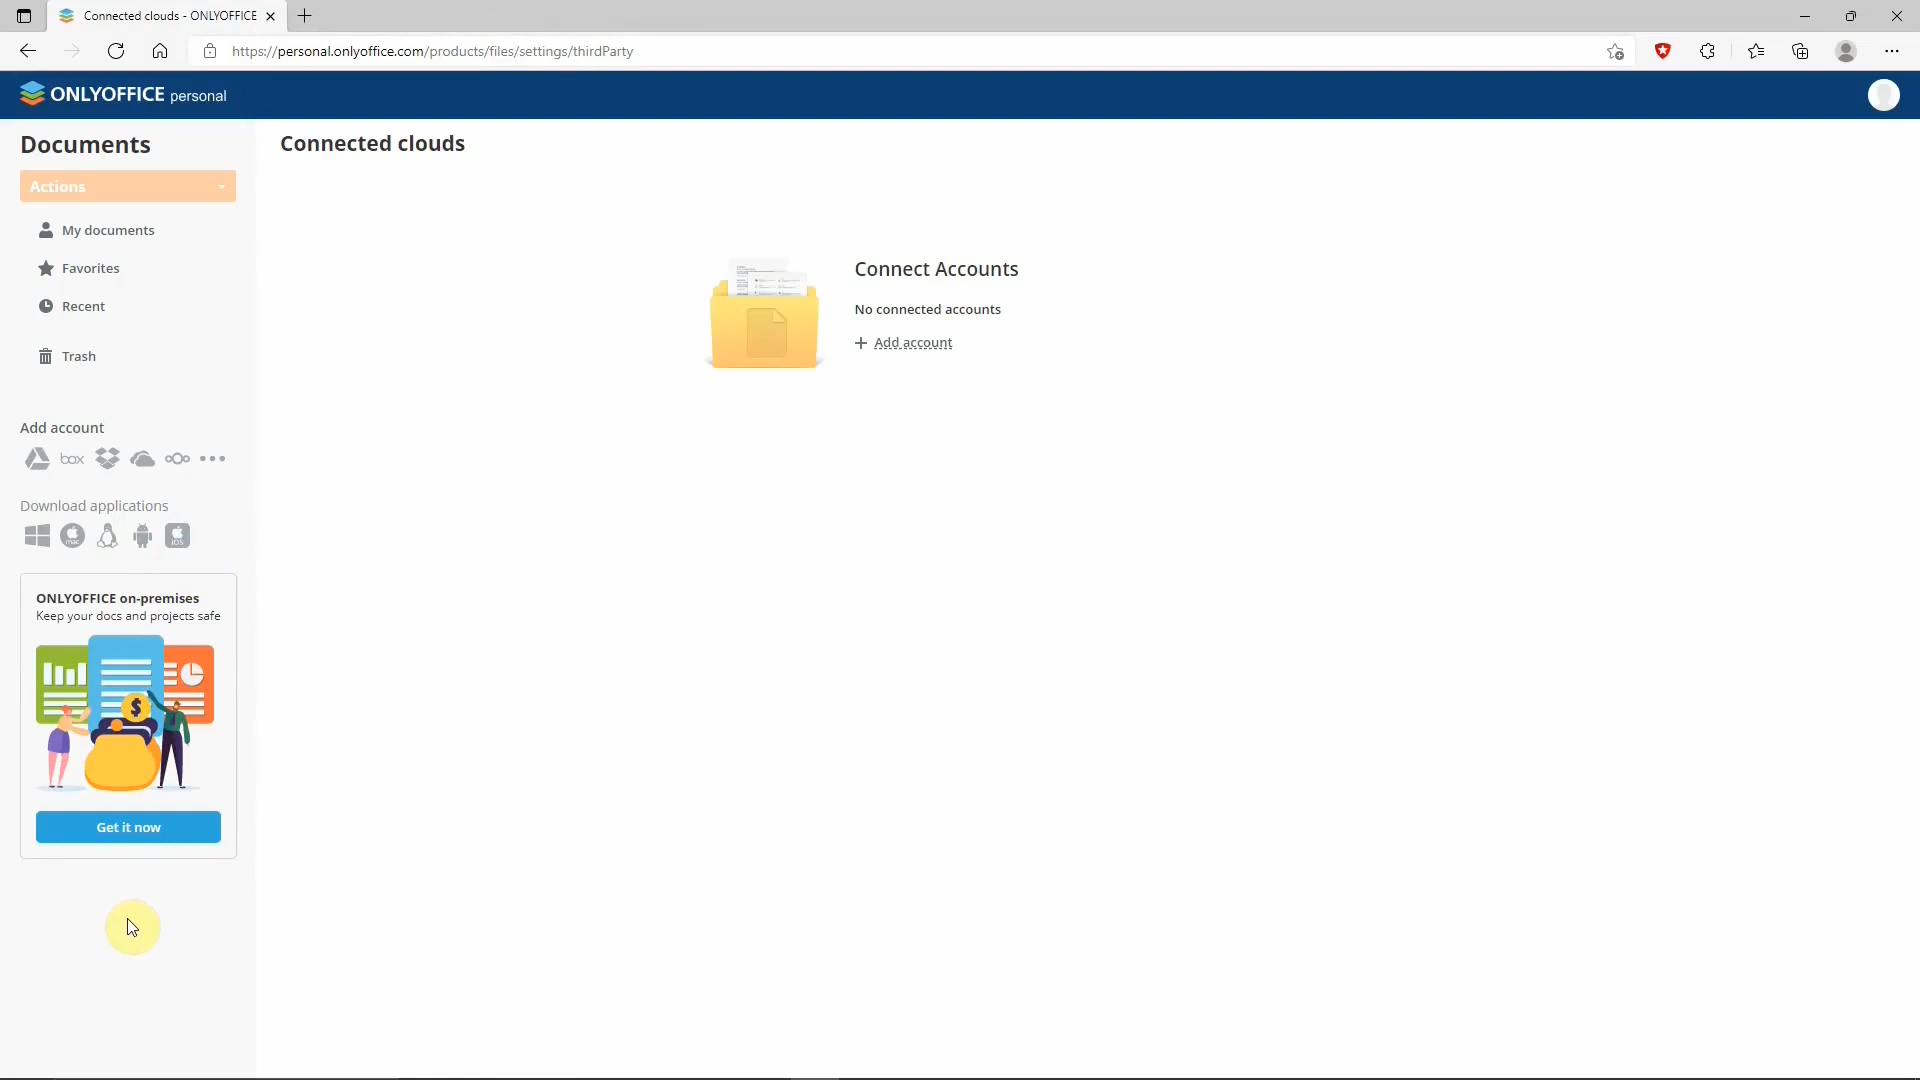 Connected clouds - ONLYOFFICE
https://personal.onlyoffice.com/products/files/settings/thirdParty
ONLYOFFICE personal
Documents
Actions
My documents
Favorites
Recent
Trash
Add account
box
Download applications
mac
iOS
ONLYOFFICE on-premises
Keep your docs and projects safe
$
Get it now
Connected clouds
Connect Accounts
No connected accounts
+ Add account